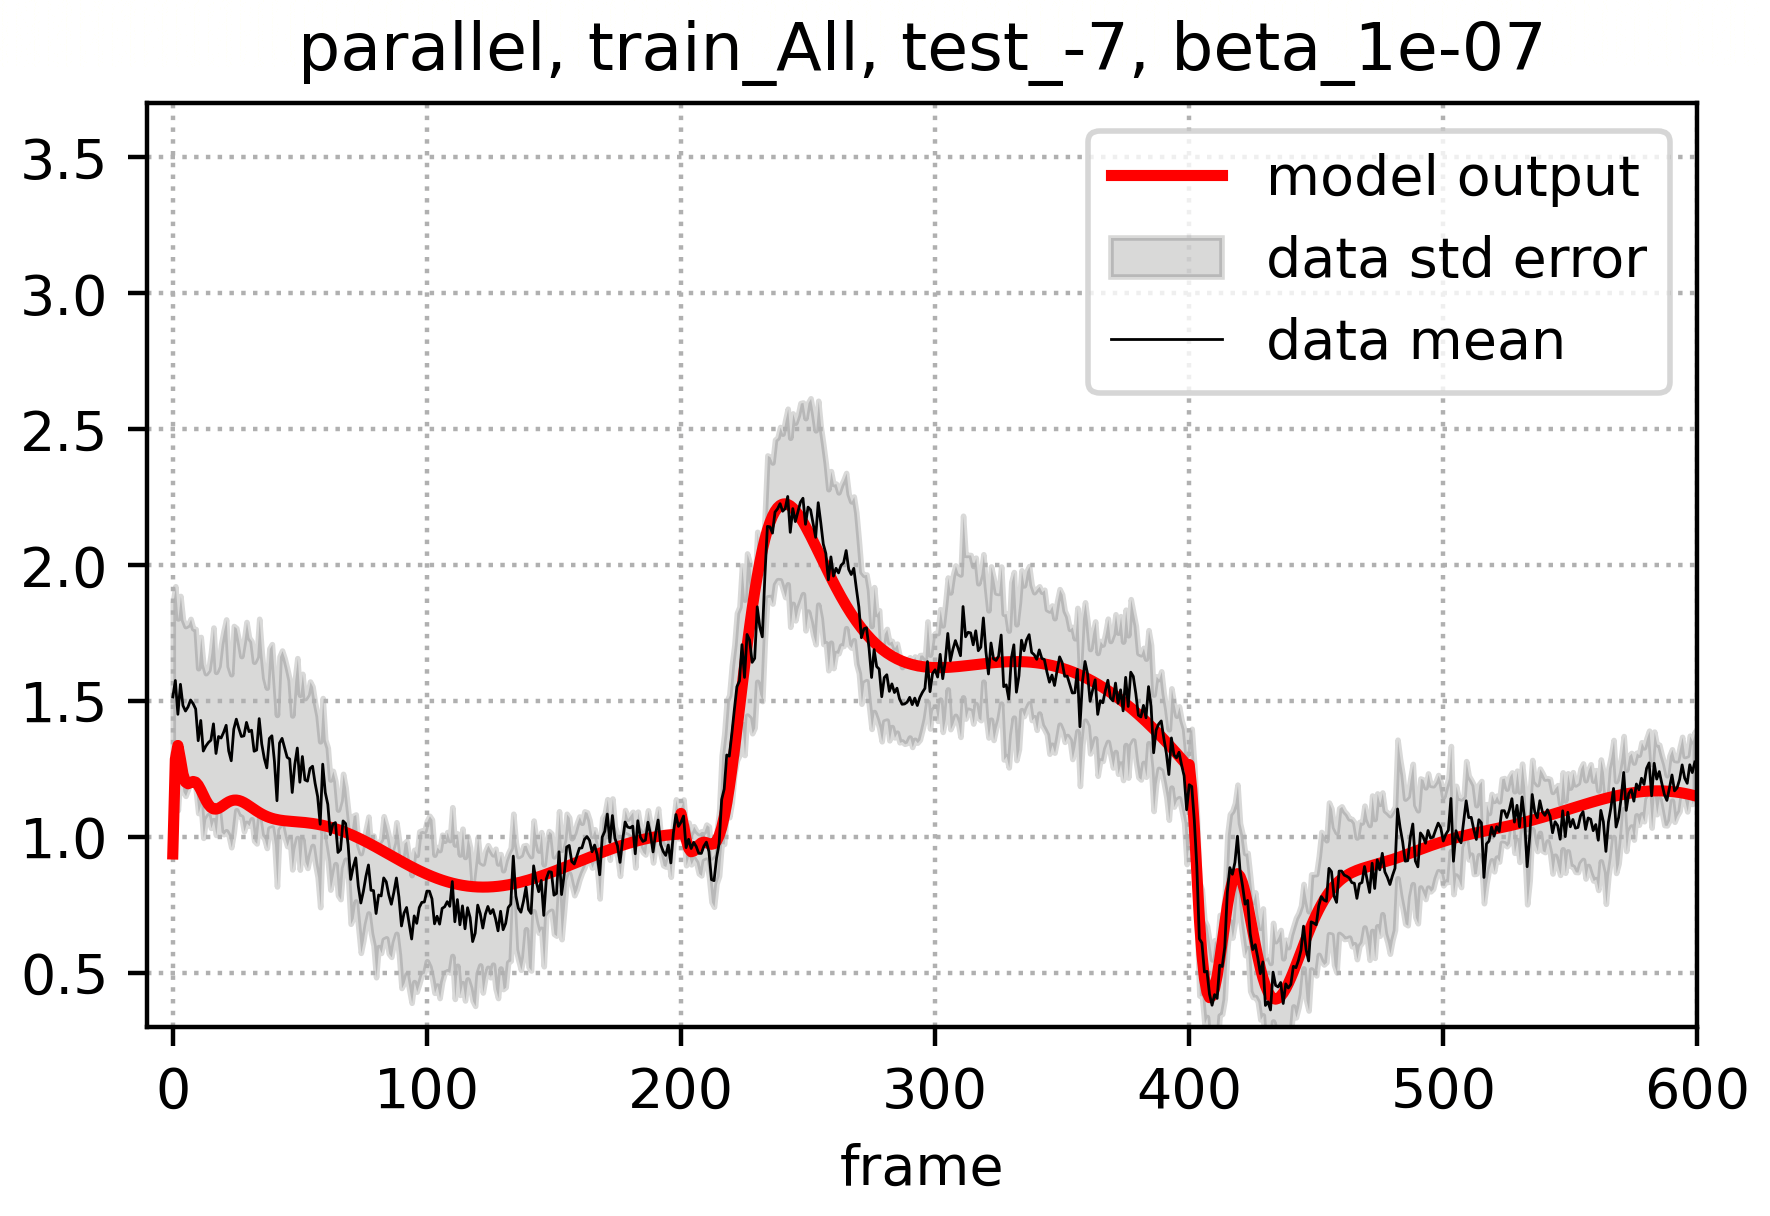 parallel, train_All, test_-7, beta_1e-07
3.5
3.0
2.5
2.0
1.5
1.0
0.5
model output
data std error
data mean
0 100 200 300 400 500 600
frame